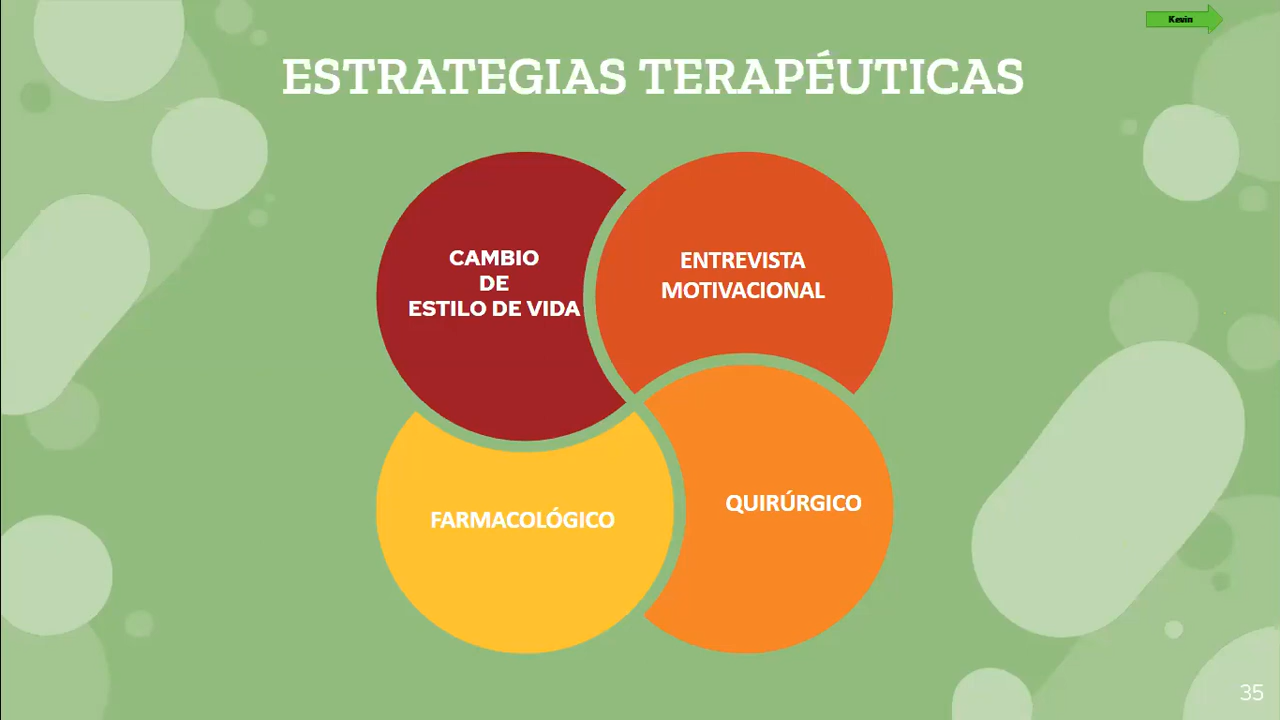 Kevin
ESTRATEGIAS TERAPÉUTICAS
CAMBIO
DE
ESTILO DE VIDA
ENTREVISTA
MOTIVACIONAL
FARMACOLÓGICO
QUIRÚRGICO
35